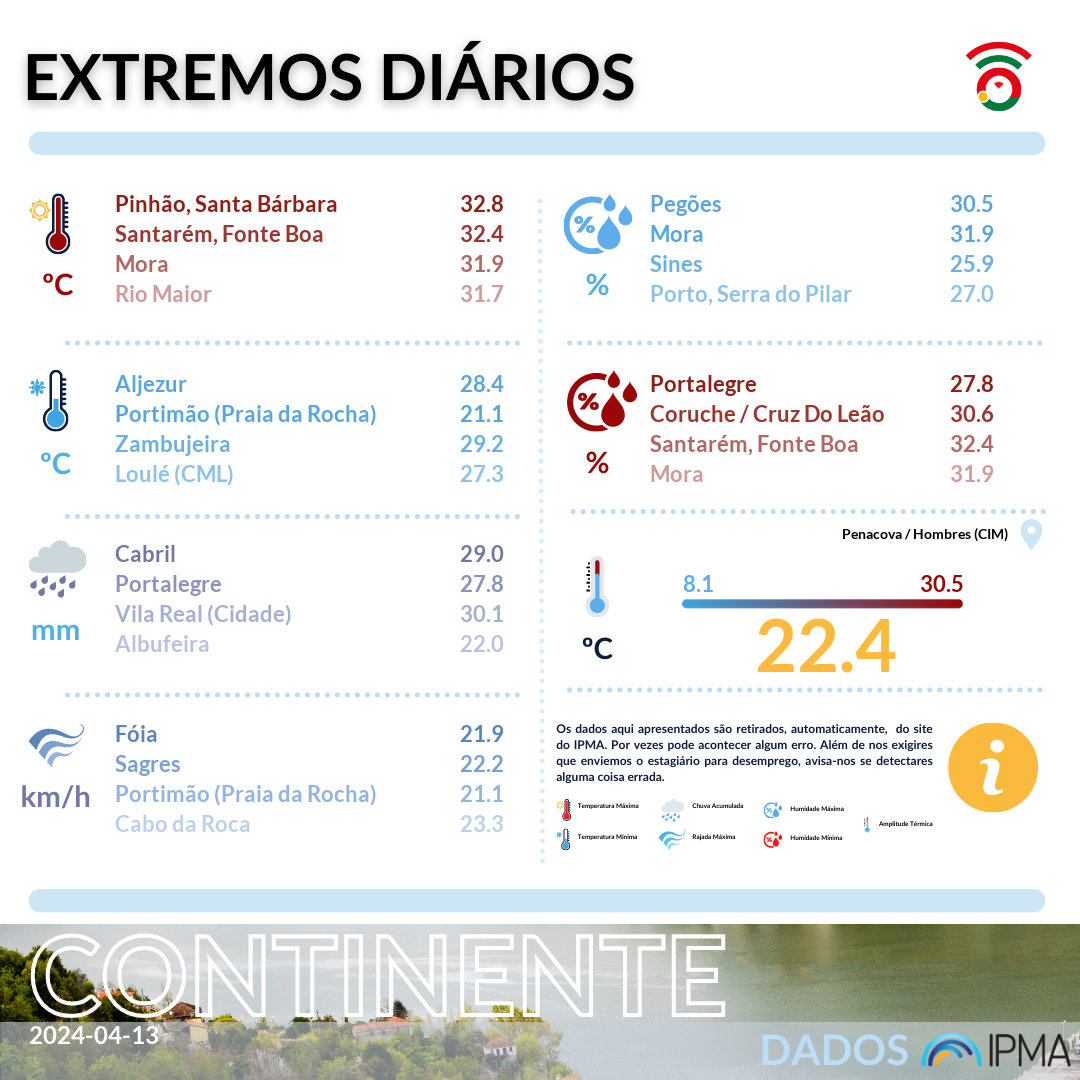 EXTREMOS DIÁRIOS
ºC
Pinhão, Santa Bárbara 32.8
Santarém, Fonte Boa 32.4
Mora 31.9
Rio Maior 31.7
ºC
Aljezur 28.4
Portimão (Praia da Rocha) 21.1
Zambujeira 29.2
Loulé (CML) 27.3
mm
Cabril 29.0
Portalegre 27.8
Vila Real (Cidade) 30.1
Albufeira 22.0
km/h
Fóia 21.9
Sagres 22.2
Portimão (Praia da Rocha) 21.1
Cabo da Roca 23.3
%
%
Pegões 30.5
Mora 31.9
Sines 25.9
Porto, Serra do Pilar 27.0
%
%
Portalegre 27.8
Coruche / Cruz Do Leão 30.6
Santarém, Fonte Boa 32.4
Mora 31.9
Penacova / Hombres (CIM)
ºC
8.1 30.5
22.4
Os dados aqui apresentados são retirados, automaticamente, do site
do IPMA. Por vezes pode acontecer algum erro. Além de nos exigires
que enviemos o estagiário para desemprego, avisa-nos se detectares
alguma coisa errada.
i
Temperatura Máxima Chuva Acumulada % Humidade Máxima
Amplitude Térmica
Temperatura Mínima Rajada Máxima % Humidade Mínima
CONTINENTE
2024-04-13
DADOS IPMA